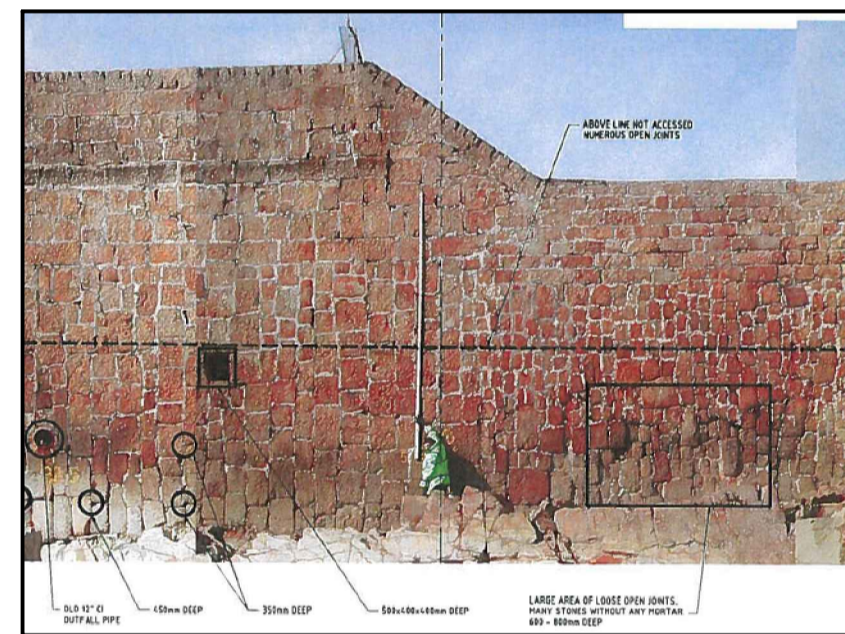 ABOVE LINE NOT ACCESSED
NUMEROUS OPEN JOINTS
OLD 12" CI
OUTFALL PIPE
450mm DEEP
350mm DEEP
500x400x400mm DEEP
LARGE AREA OF LOOSE OPEN JOINTS.
MANY STONES WITHOUT ANY MORTAR
600 - 800mm DEEP